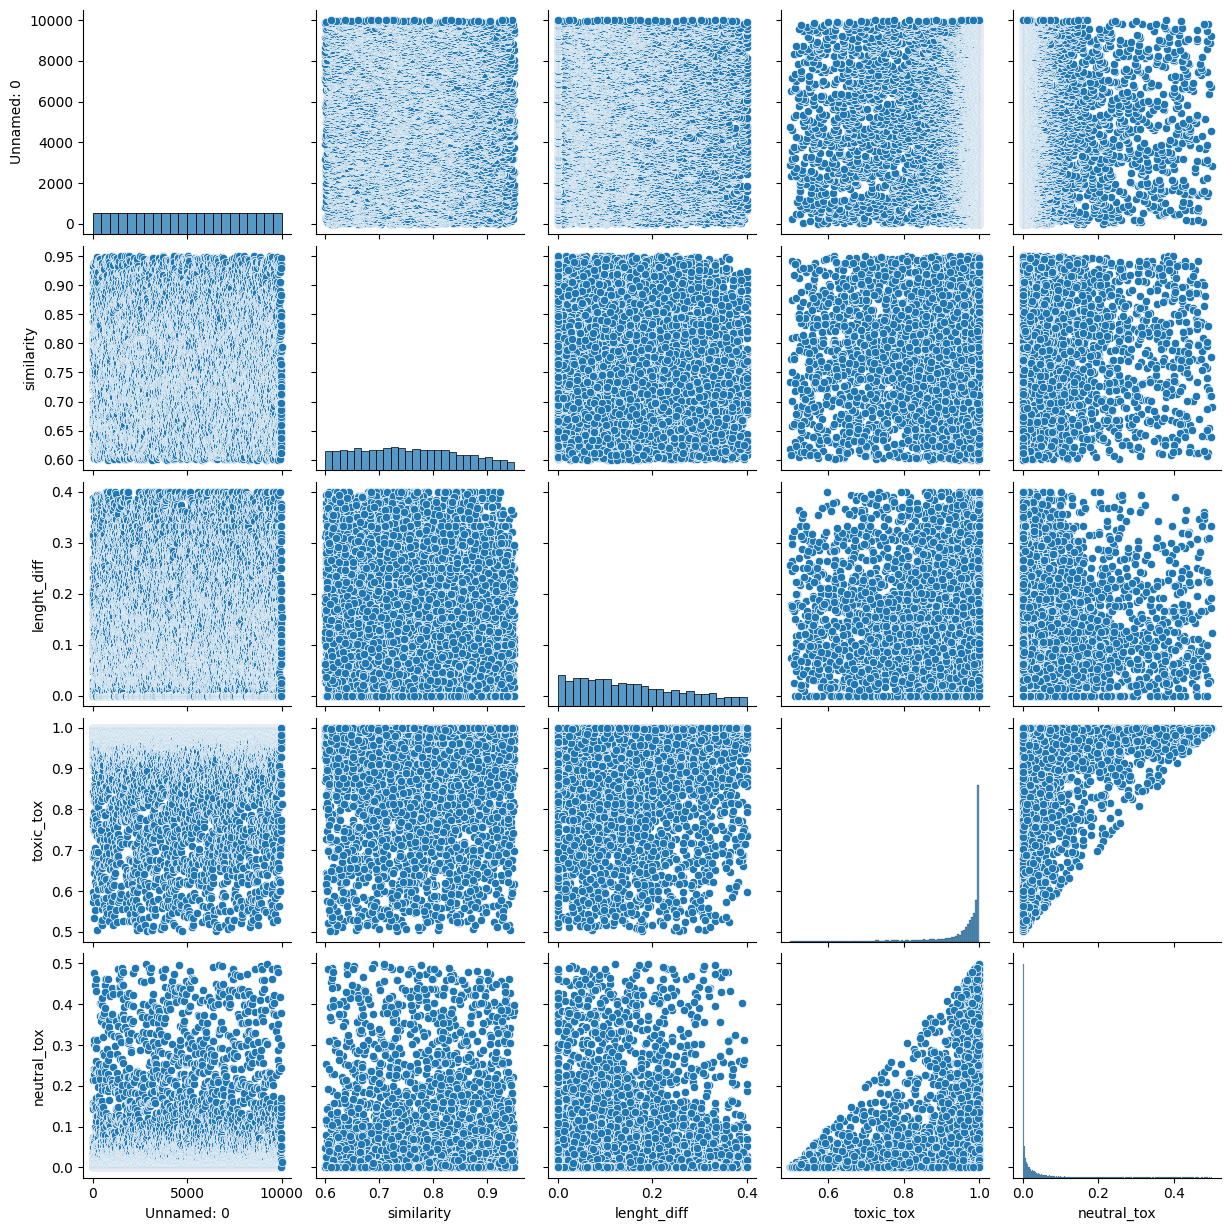 10000
8000
6000
4000
2000
0
Unnamed: 0
0.95
0.90
0.85
0.80
0.75
0.70
0.65
0.60
similarity
0.4
0.3
0.2
0.1
0.0
lenght_diff
1.0
0.9
0.8
0.7
0.6
0.5
toxic_tox
0.5
0.4
0.3
0.2
0.1
0.0
neutral_tox
0 5000 10000
0.6 0.7 0.8 0.9
0.0 0.2 0.4
0.6 0.8 1.0
0.0 0.2 0.4
Unnamed: 0 similarity lenght_diff toxic_tox neutral_tox